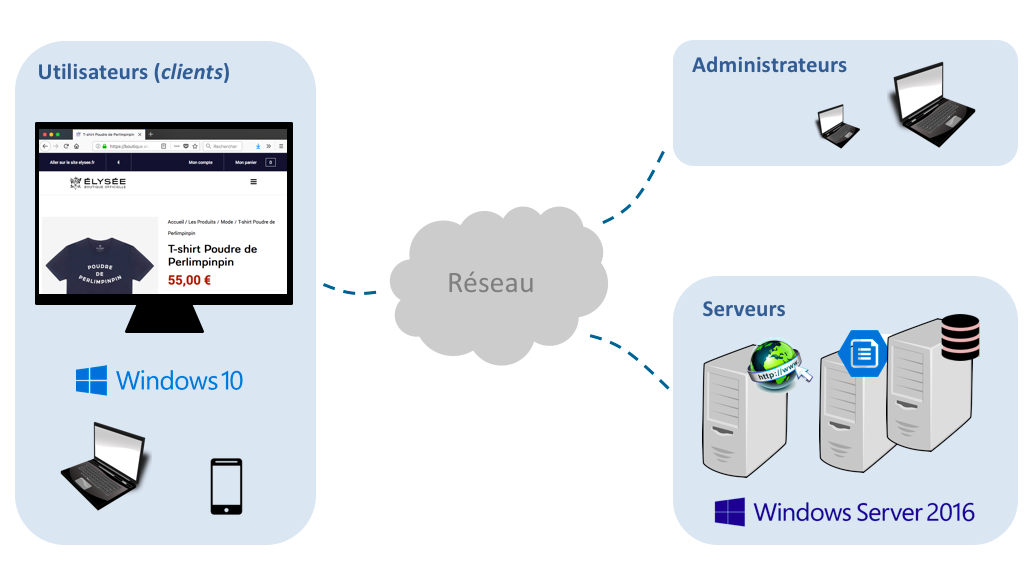 Utilisateurs (clients)
T-shirt Poudre de Perlimpinpin
https://boutique.
Rechercher
Aller sur le site elysee.fr
€
Mon compte
Mon panier
0
ÉLYSÉE
BOUTIQUE OFFICIELLE
Accueil / Les Produits / Mode / T-shirt Poudre de
Perlimpinpin
T-shirt Poudre de
Perlimpinpin
55,00 €
POUDRE
DE
PERLIMPINPIN
Windows 10
Réseau
Administrateurs
Serveurs
http://www.
Windows Server 2016